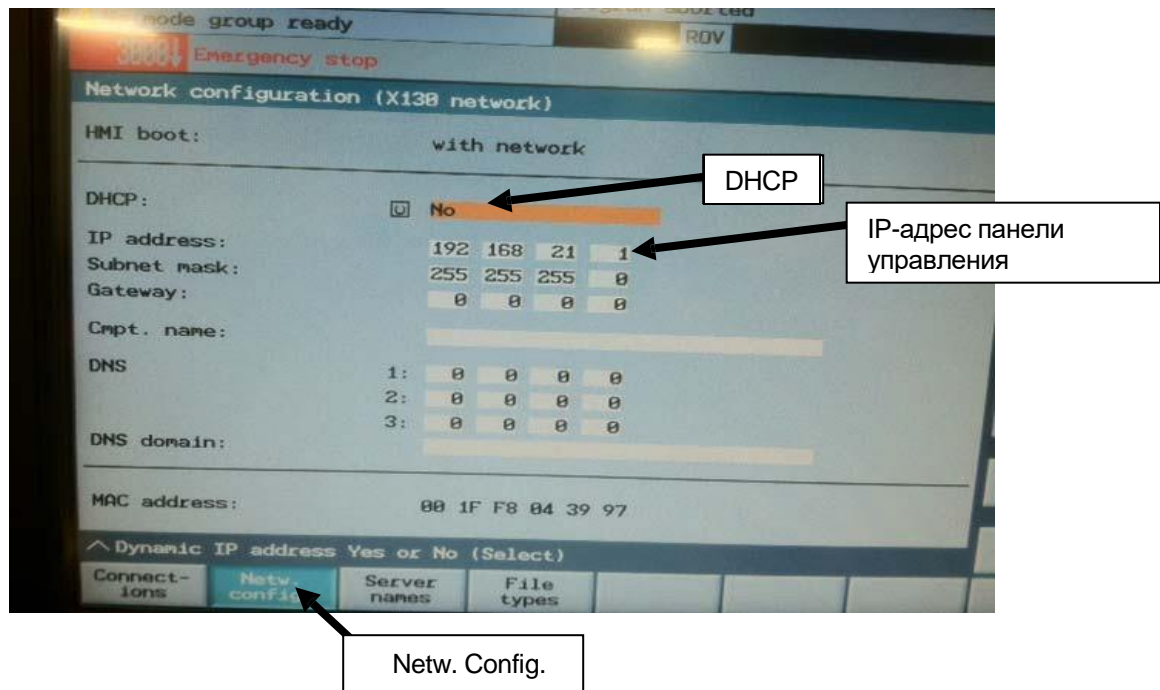 mode group ready
ROV
Emergency stop
Network configuration (X130 network)
HMI boot: with network
DHCP
DHCP: No
IP-адрес панели
управления
IP address: 192 168 21 1
Subnet mask: 255 255 255 0
Gateway: 0 0 0 0
Cmpt. name:
DNS 1: 0 0 0 0
2: 0 0 0 0
3: 0 0 0 0
DNS domain:
MAC address: 00 1F F8 04 39 97
Dynamic IP address Yes or No (Select)
Connect- Netw. Server File
ions config names types
Netw. Config.